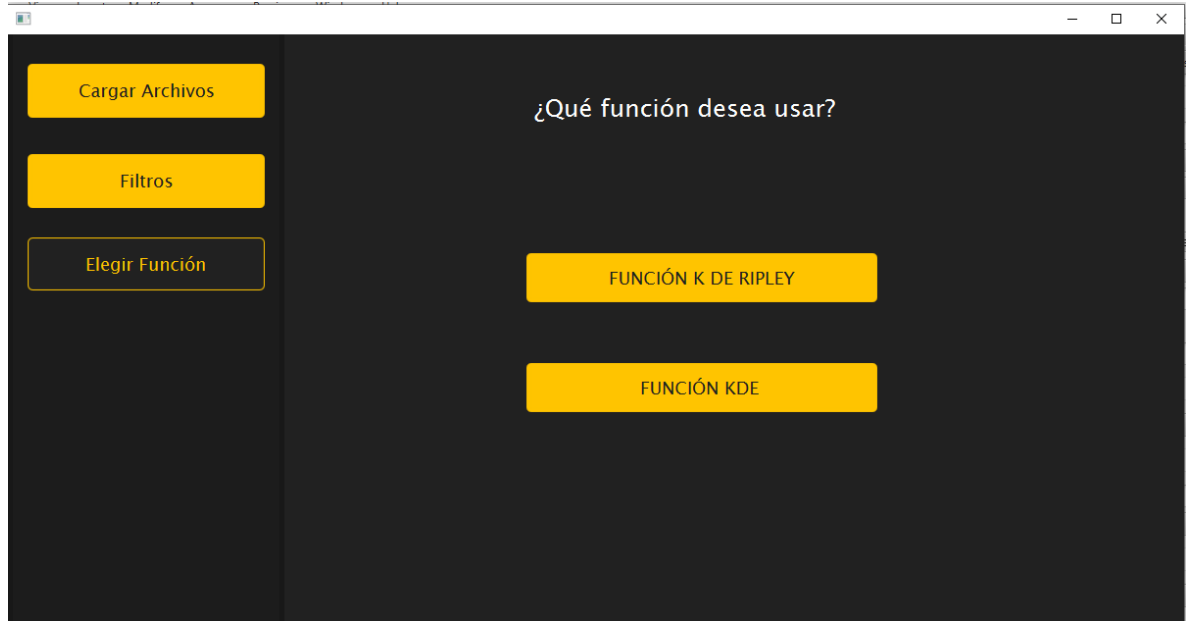 Cargar Archivos
Filtros
Elegir Función
¿Qué función desea usar?
FUNCIÓN K DE RIPLEY
FUNCIÓN KDE